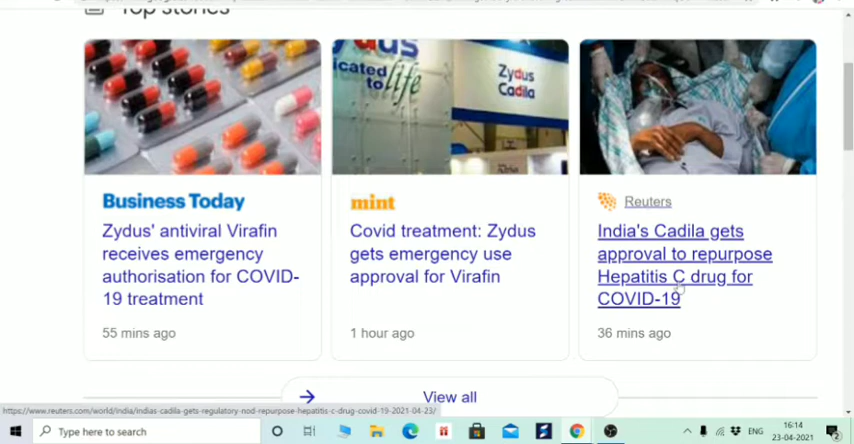 Top stories
zydus
icated to life
Zydus
Cadila
Business Today
mint
Reuters
Zydus' antiviral Virafin
receives emergency
authorisation for COVID-
19 treatment
Covid treatment: Zydus
gets emergency use
approval for Virafin
India's Cadila gets
approval to repurpose
Hepatitis C drug for
COVID-19
55 mins ago
1 hour ago
36 mins ago
View all
https://www.reuters.com/world/india/indias-cadila-gets-regulatory-nod-repurpose-hepatitis-c-drug-covid-19-2021-04-23/
Type here to search
ENG
16:14
23-04-2021
2